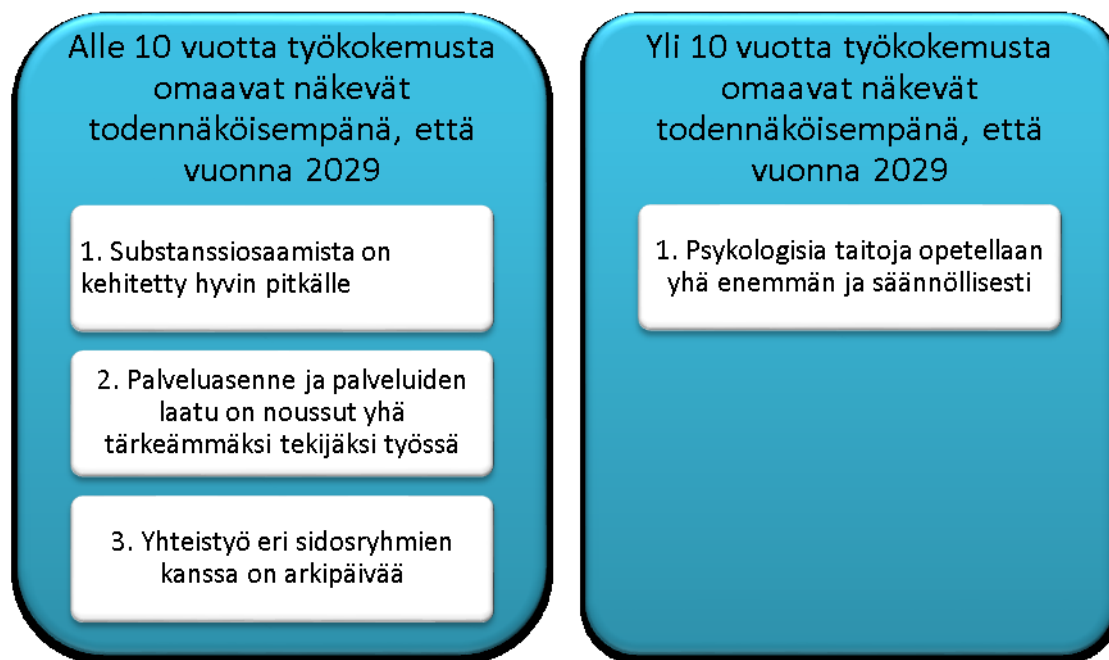 Alle 10 vuotta työkokemusta
omaavat näkevät
todennäköisempänä, että
vuonna 2029
1. Substanssiosaamista on
kehitetty hyvin pitkälle
2. Palveluasenne ja palveluiden
laatu on noussut yhä
tärkeämmäksi tekijäksi työssä
3. Yhteistyö eri sidosryhmien
kanssa on arkipäivää
Yli 10 vuotta työkokemusta
omaavat näkevät
todennäköisempänä, että
vuonna 2029
1. Psykologisia taitoja opetellaan
yhä enemmän ja säännöllisesti